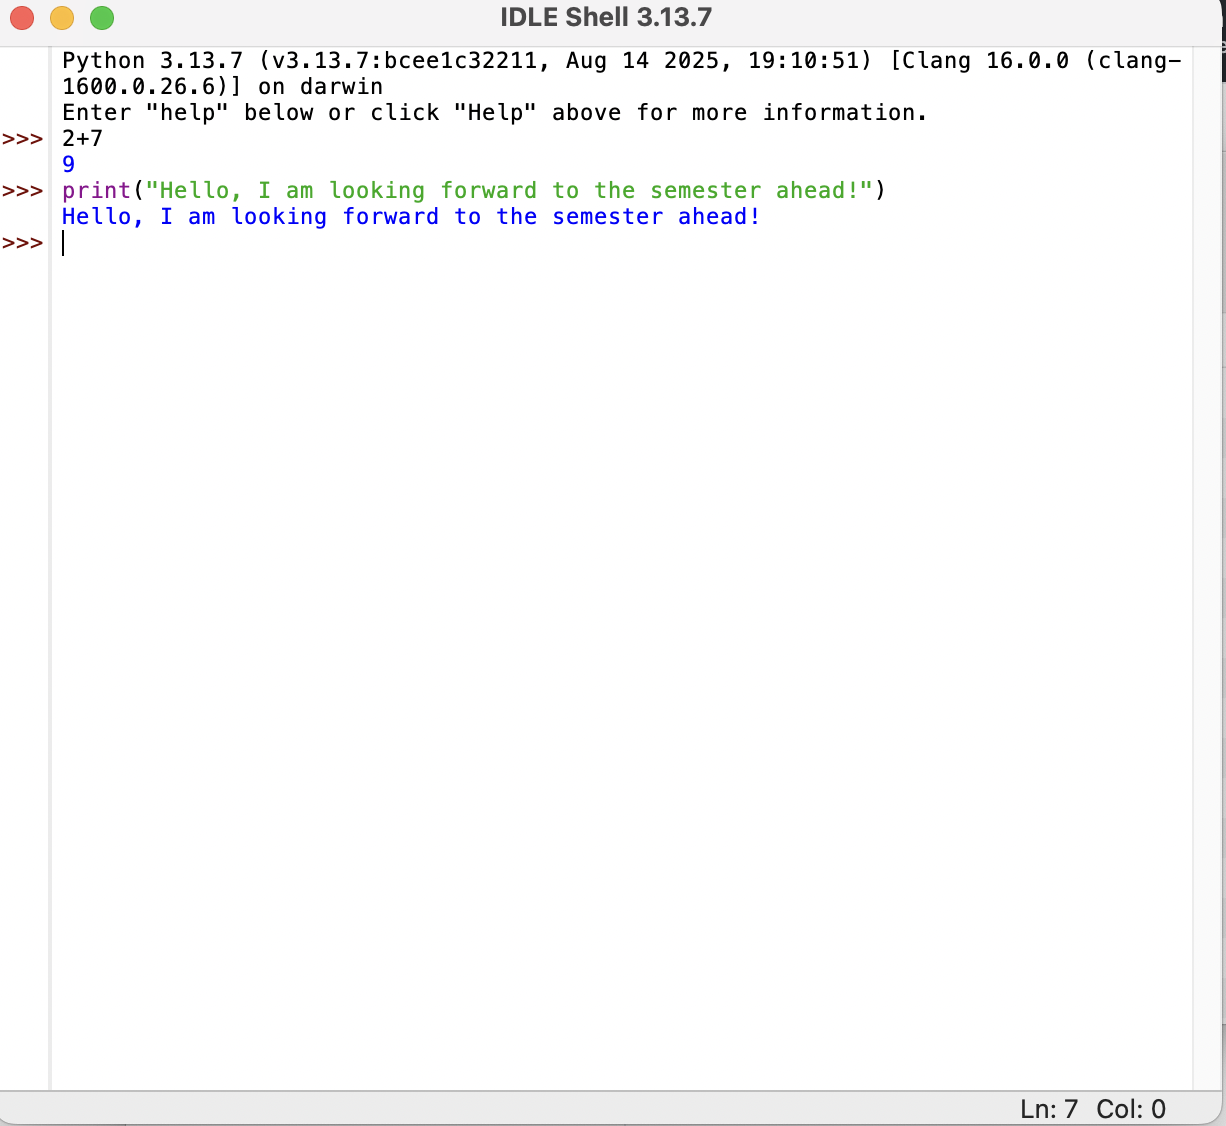 IDLE Shell 3.13.7
Python 3.13.7 (v3.13.7:bcee1c32211, Aug 14 2025, 19:10:51) [Clang 16.0.0 (clang-
1600.0.26.6)] on darwin
Enter "help" below or click "Help" above for more information.
>>> 2+7
9
>>> print("Hello, I am looking forward to the semester ahead!")
Hello, I am looking forward to the semester ahead!
>>>
Ln: 7 Col: 0